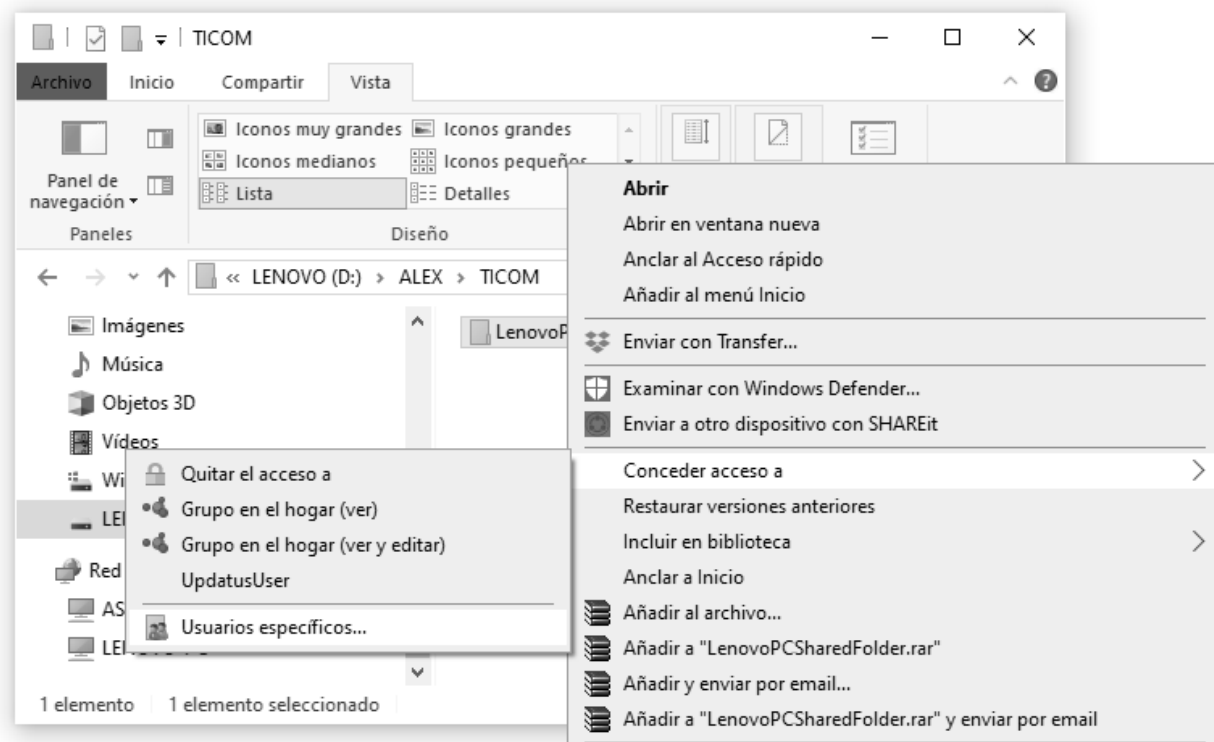 TICOM
Archivo Inicio Compartir Vista
Iconos muy grandes Iconos grandes
Iconos medianos Iconos pequeños
Panel de navegación
Lista Detalles
Paneles Diseño
« LENOVO (D:) > ALEX > TICOM
Imágenes
Música
Objetos 3D
Vídeos
Wi
LE
Red
AS
LE
LenovoP
1 elemento 1 elemento seleccionado
Abrir
Abrir en ventana nueva
Anclar al Acceso rápido
Añadir al menú Inicio
Enviar con Transfer...
Examinar con Windows Defender...
Enviar a otro dispositivo con SHAREit
Conceder acceso a
Restaurar versiones anteriores
Incluir en biblioteca
Anclar a Inicio
Añadir al archivo...
Añadir a "LenovoPCSharedFolder.rar"
Añadir y enviar por email...
Añadir a "LenovoPCSharedFolder.rar" y enviar por email
Quitar el acceso a
Grupo en el hogar (ver)
Grupo en el hogar (ver y editar)
UpdatusUser
Usuarios específicos...